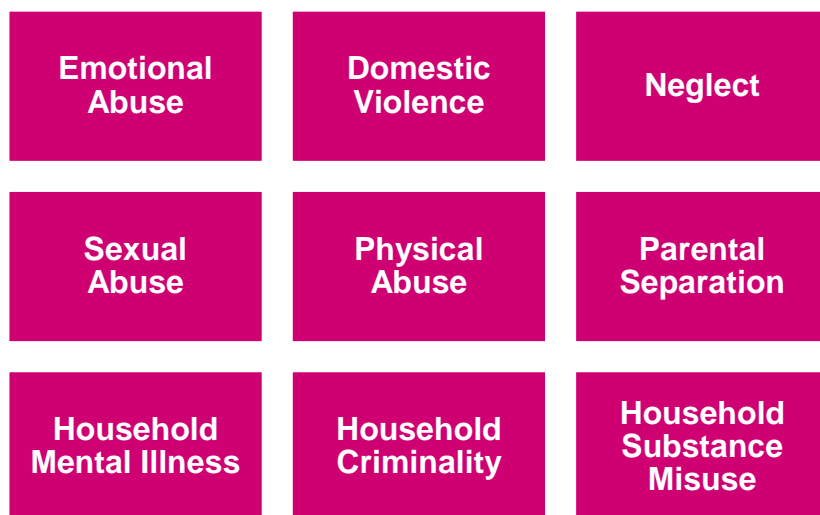 Emotional
Abuse
Domestic
Violence
Neglect
Sexual
Abuse
Physical
Abuse
Parental
Separation
Household
Mental Illness
Household
Criminality
Household
Substance
Misuse